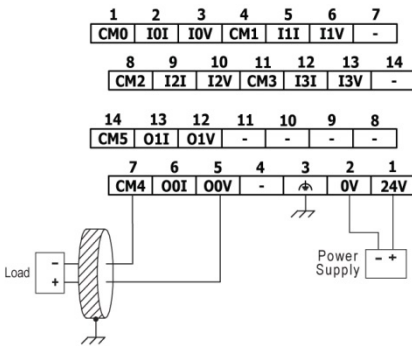 1 2 3 4 5 6 7
CM0 I0I I0V CM1 I1I I1V -
8 9 10 11 12 13 14
CM2 I2I I2V CM3 I3I I3V -
14 13 12 11 10 9 8
CM5 O1I O1V - - - -
7 6 5 4 3 2 1
CM4 O0I O0V - 0V 24V
Load
-
+
Power
Supply
- +